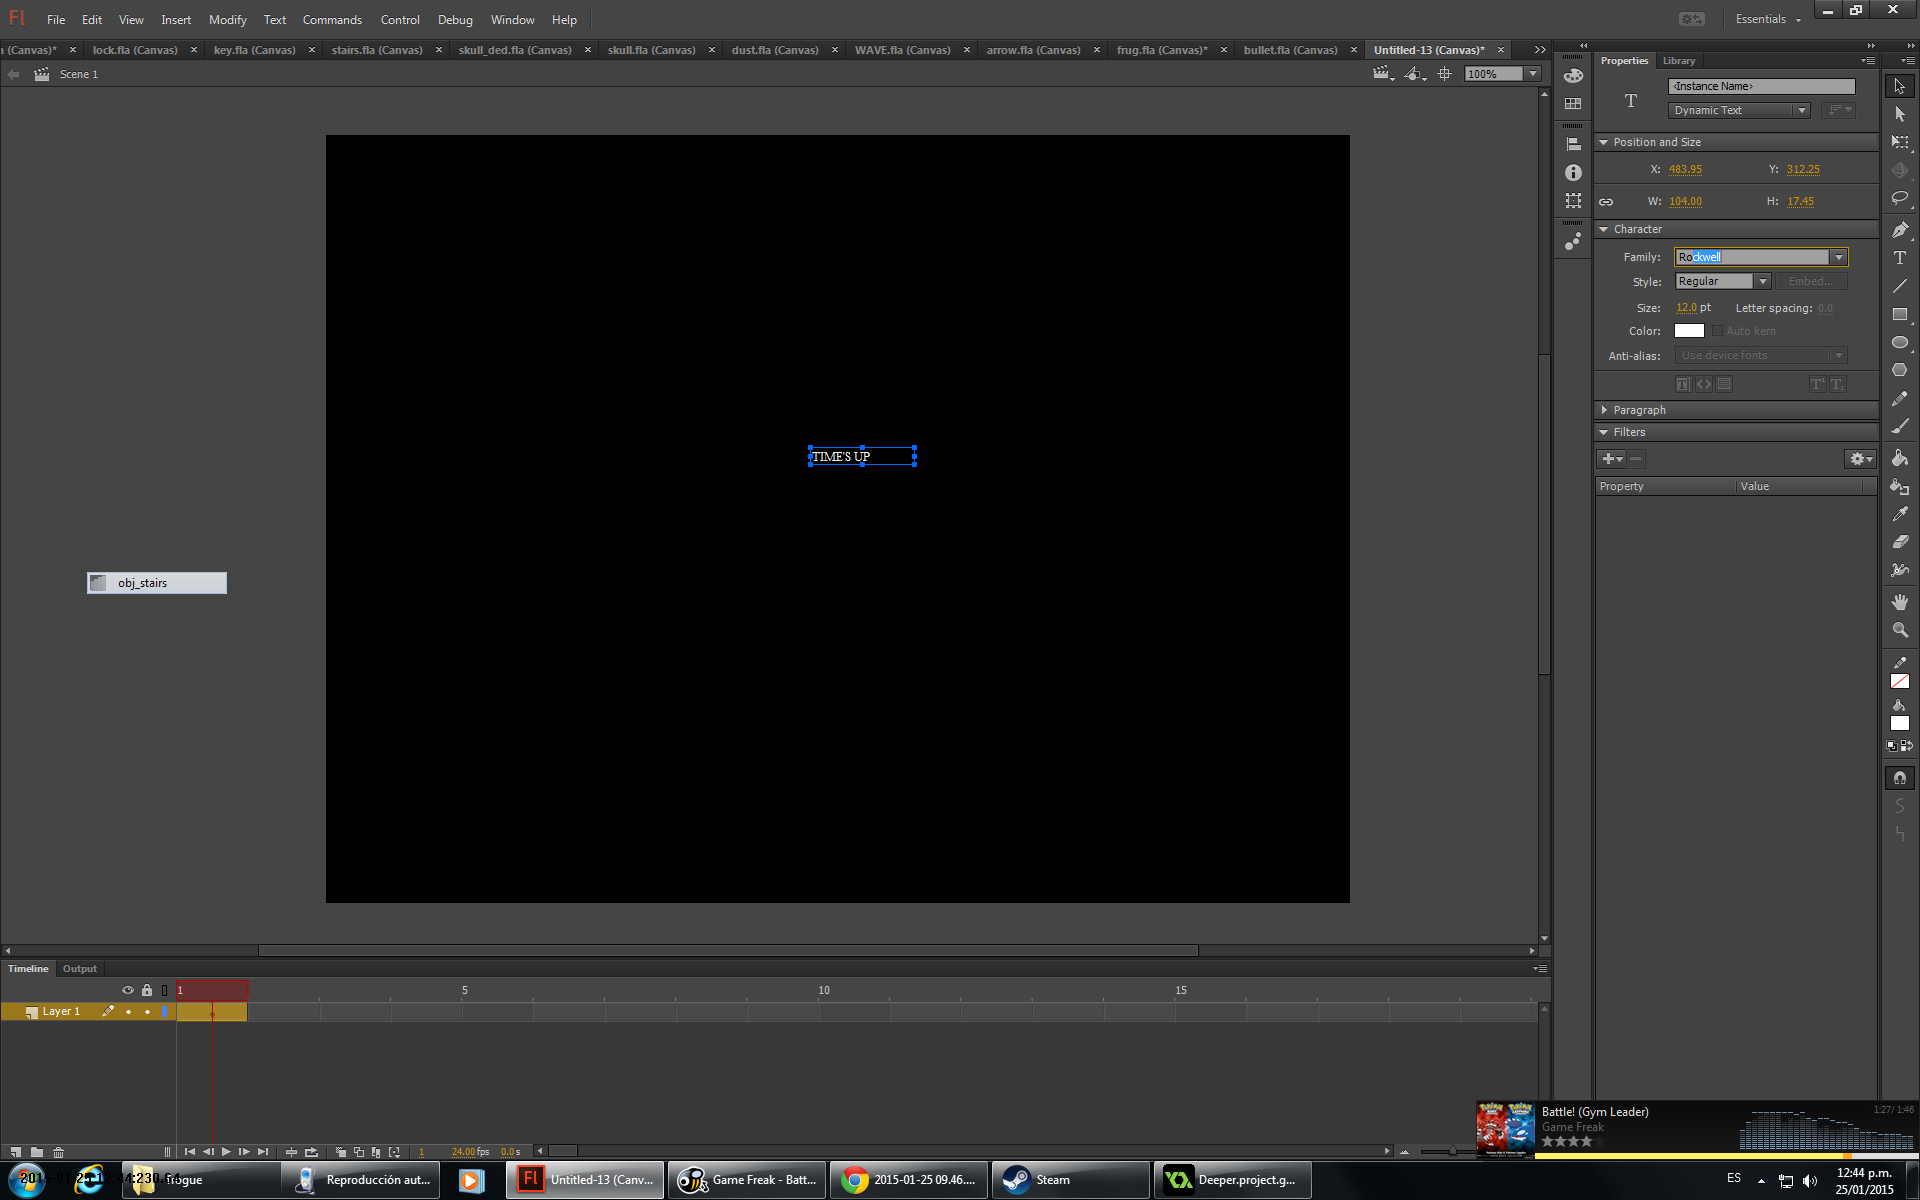 Fl File Edit View Insert Modify Text Commands Control Debug Window Help Essentials
a (Canvas)* × lock.fla (Canvas) × key.fla (Canvas) × stairs.fla (Canvas) × skull_ded.fla (Canvas) × skull.fla (Canvas) × dust.fla (Canvas) × WAVE.fla (Canvas) × arrow.fla (Canvas) × frug.fla (Canvas)* × bullet.fla (Canvas) × Untitled-13 (Canvas)* ×
Scene 1 100%
Properties Library
<Instance Name>
Dynamic Text
Position and Size
X: 483.95 Y: 312.25
W: 104.00 H: 17.45
Character
Family: Rockwell
Style: Regular Embed...
Size: 12.0 pt Letter spacing: 0.0
Color: Auto kern
Anti-alias: Use device fonts
Paragraph
Filters
Property Value
TIME'S UP
obj_stairs
Timeline Output
1 5 10 15
Layer 1
1 24.00 fps 0.0 s
Battle! (Gym Leader) 1:27/ 1:46
Game Freak
2015-01-25 12:44:230.64
Reproducción aut...
Untitled-13 (Canv...
Game Freak - Batt...
2015-01-25 09.46....
Steam
Deeper.project.g...
ES
12:44 p.m.
25/01/2015